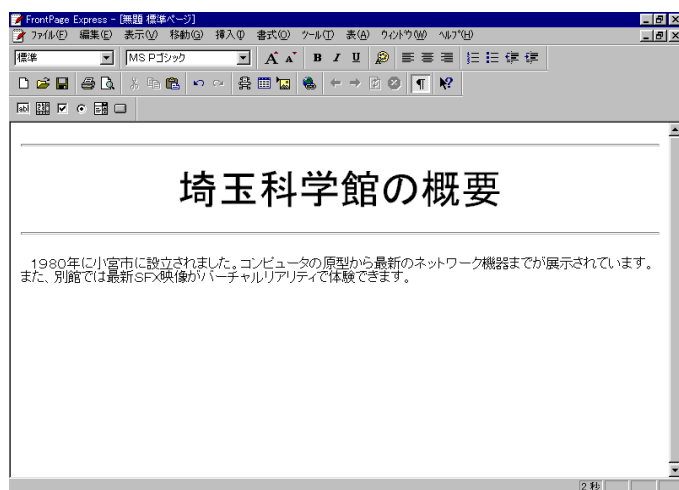 FrontPage Express - [無題 標準ページ]
ファイル(F) 編集(E) 表示(V) 移動(G) 挿入(I) 書式(O) ツール(T) 表(A) ウィンドウ(W) ヘルプ(H)
標準 MS Pゴシック A A B I U
埼玉科学館の概要
1980年に小宮市に設立されました。コンピュータの原型から最新のネットワーク機器までが展示されています。
また、別館では最新SFX映像がバーチャルリアリティで体験できます。
2 秒